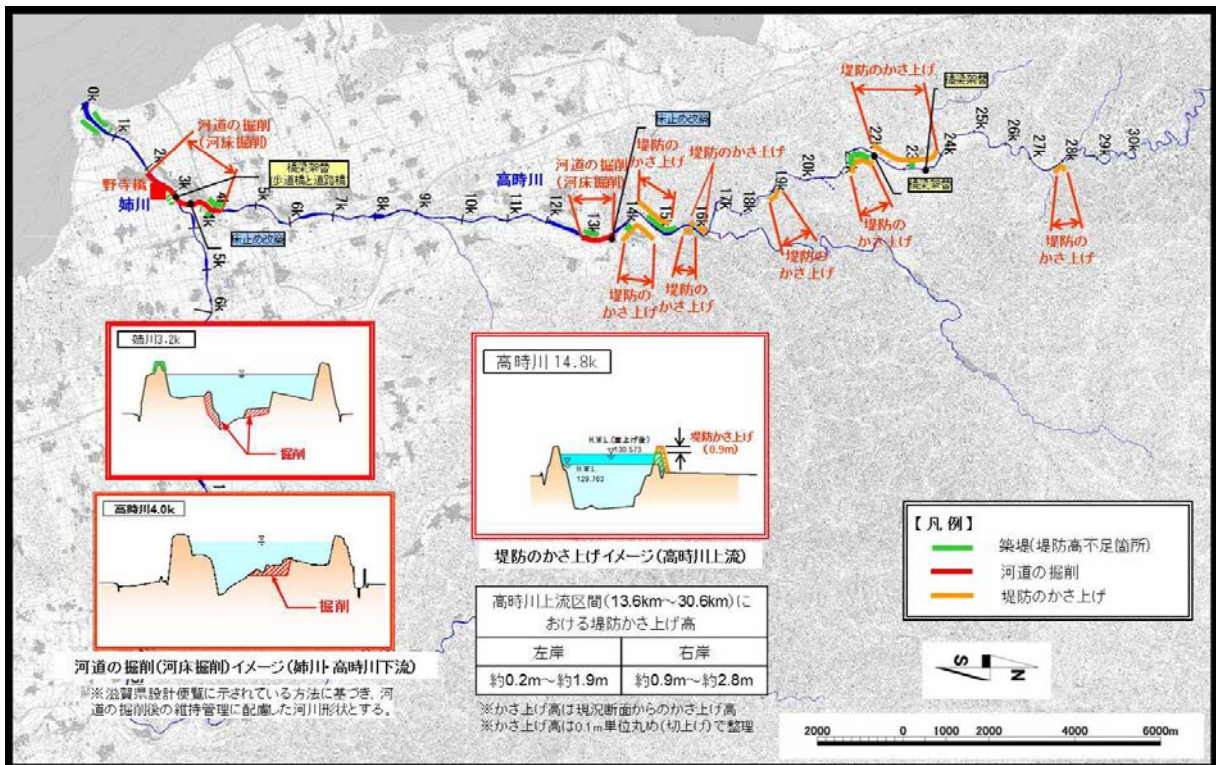 0k
1k
2k
3k
4k
5k
6k
7k
8k
9k
10k
11k
12k
13k
14k
15k
16k
17k
18k
19k
20k
22k
23
24k
25k
26k
27k
28k
29k
30k
4k
5k
6k
河道の掘削
(河床掘削)
野寺橋
姉川
橋梁架替
(歩道橋と道路橋)
床止め改築
高時川
河道の掘削
(河床掘削)
床止め改築
堤防の
かさ上げ
堤防のかさ上げ
堤防の
かさ上げ
堤防の
かさ上げ
堤防の
かさ上げ
堤防のかさ上げ
橋梁架替
橋梁架替
堤防の
かさ上げ
堤防の
かさ上げ
姉川3.2k
掘削
高時川4.0k
掘削
河道の掘削(河床掘削)イメージ(姉川・高時川下流)
※滋賀県設計便覧に示されている方法に基づき、河
道の掘削後の維持管理に配慮した河川形状とする。
高時川 14.8k
H.W.L.(嵩上げ後)
130.573
H.W.L.
129.762
堤防かさ上げ
(0.9m)
堤防のかさ上げイメージ(高時川上流)
高時川上流区間(13.6km～30.6km)に
おける堤防かさ上げ高
左岸 右岸
約0.2m～約1.9m 約0.9m～約2.8m
※かさ上げ高は現況断面からのかさ上げ高
※かさ上げ高は0.1m単位丸め(切上げ)で整理
【凡例】
築堤(堤防高不足箇所)
河道の掘削
堤防のかさ上げ
S N
2000 0 1000 2000 4000 6000m